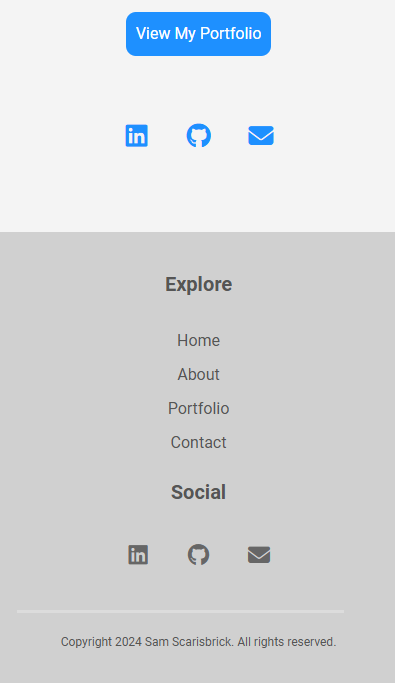 View My Portfolio
Explore
Home
About
Portfolio
Contact
Social
Copyright 2024 Sam Scarisbrick. All rights reserved.